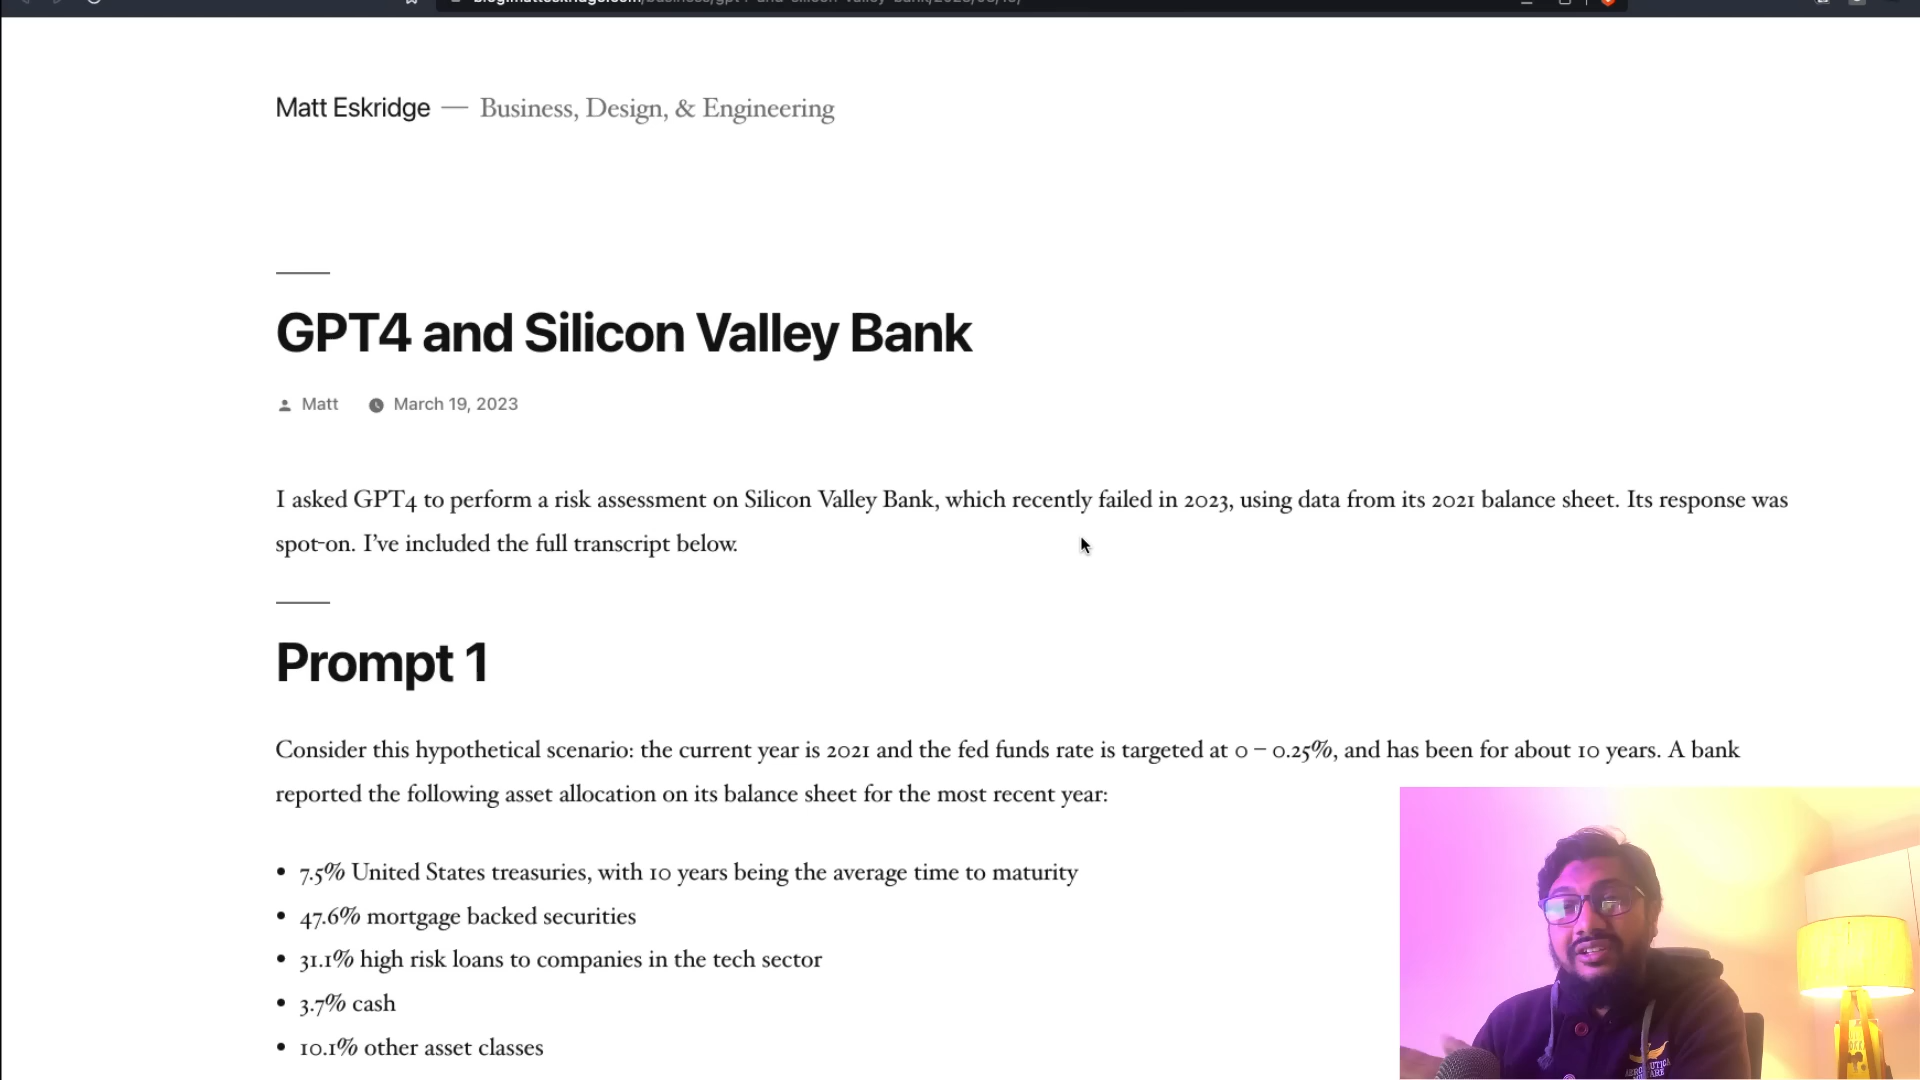 Matt Eskridge — Business, Design, & Engineering
GPT4 and Silicon Valley Bank
Matt March 19, 2023
I asked GPT4 to perform a risk assessment on Silicon Valley Bank, which recently failed in 2023, using data from its 2021 balance sheet. Its response was
spot-on. I’ve included the full transcript below.
Prompt 1
Consider this hypothetical scenario: the current year is 2021 and the fed funds rate is targeted at 0 – 0.25%, and has been for about 10 years. A bank
reported the following asset allocation on its balance sheet for the most recent year:
• 7.5% United States treasuries, with 10 years being the average time to maturity
• 47.6% mortgage backed securities
• 31.1% high risk loans to companies in the tech sector
• 3.7% cash
• 10.1% other asset classes